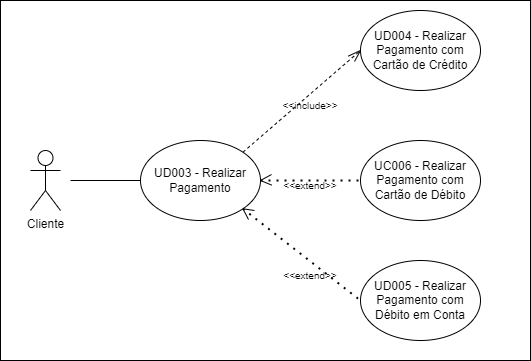 UD004 - Realizar
Pagamento com
Cartão de Crédito
<<include>>
UD003 - Realizar
Pagamento
UC006 - Realizar
Pagamento com
Cartão de Débito
<<extend>>
Cliente
UD005 - Realizar
Pagamento com
Débito em Conta
<<extend>>